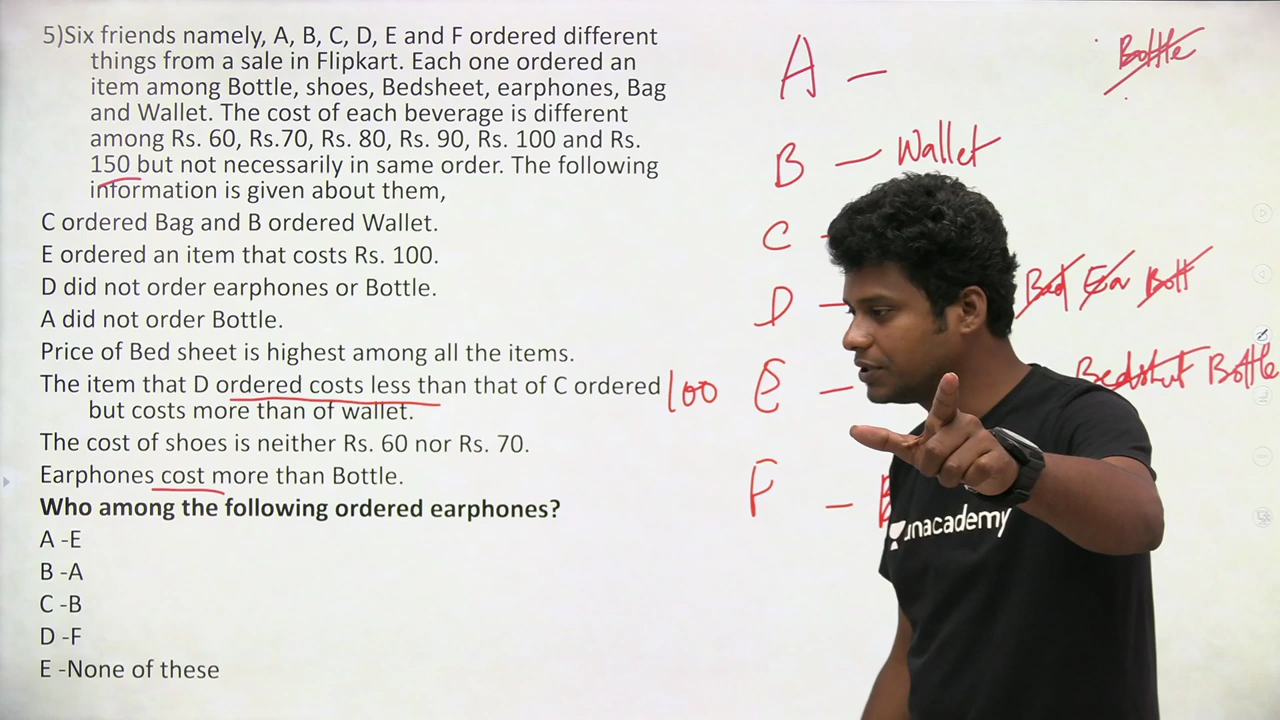 5)Six friends namely, A, B, C, D, E and F ordered different
things from a sale in Flipkart. Each one ordered an
item among Bottle, shoes, Bedsheet, earphones, Bag
and Wallet. The cost of each beverage is different
among Rs. 60, Rs.70, Rs. 80, Rs. 90, Rs. 100 and Rs.
150 but not necessarily in same order. The following
information is given about them,
C ordered Bag and B ordered Wallet.
E ordered an item that costs Rs. 100.
D did not order earphones or Bottle.
A did not order Bottle.
Price of Bed sheet is highest among all the items.
The item that D ordered costs less than that of C ordered
but costs more than of wallet.
The cost of shoes is neither Rs. 60 nor Rs. 70.
Earphones cost more than Bottle.
Who among the following ordered earphones?
A -E
B -A
C -B
D -F
E -None of these
A - Bottle
B - Wallet
C -
D - Bed Ear Bott
100 E - Bedsheet Bottle
F - B
unacademy